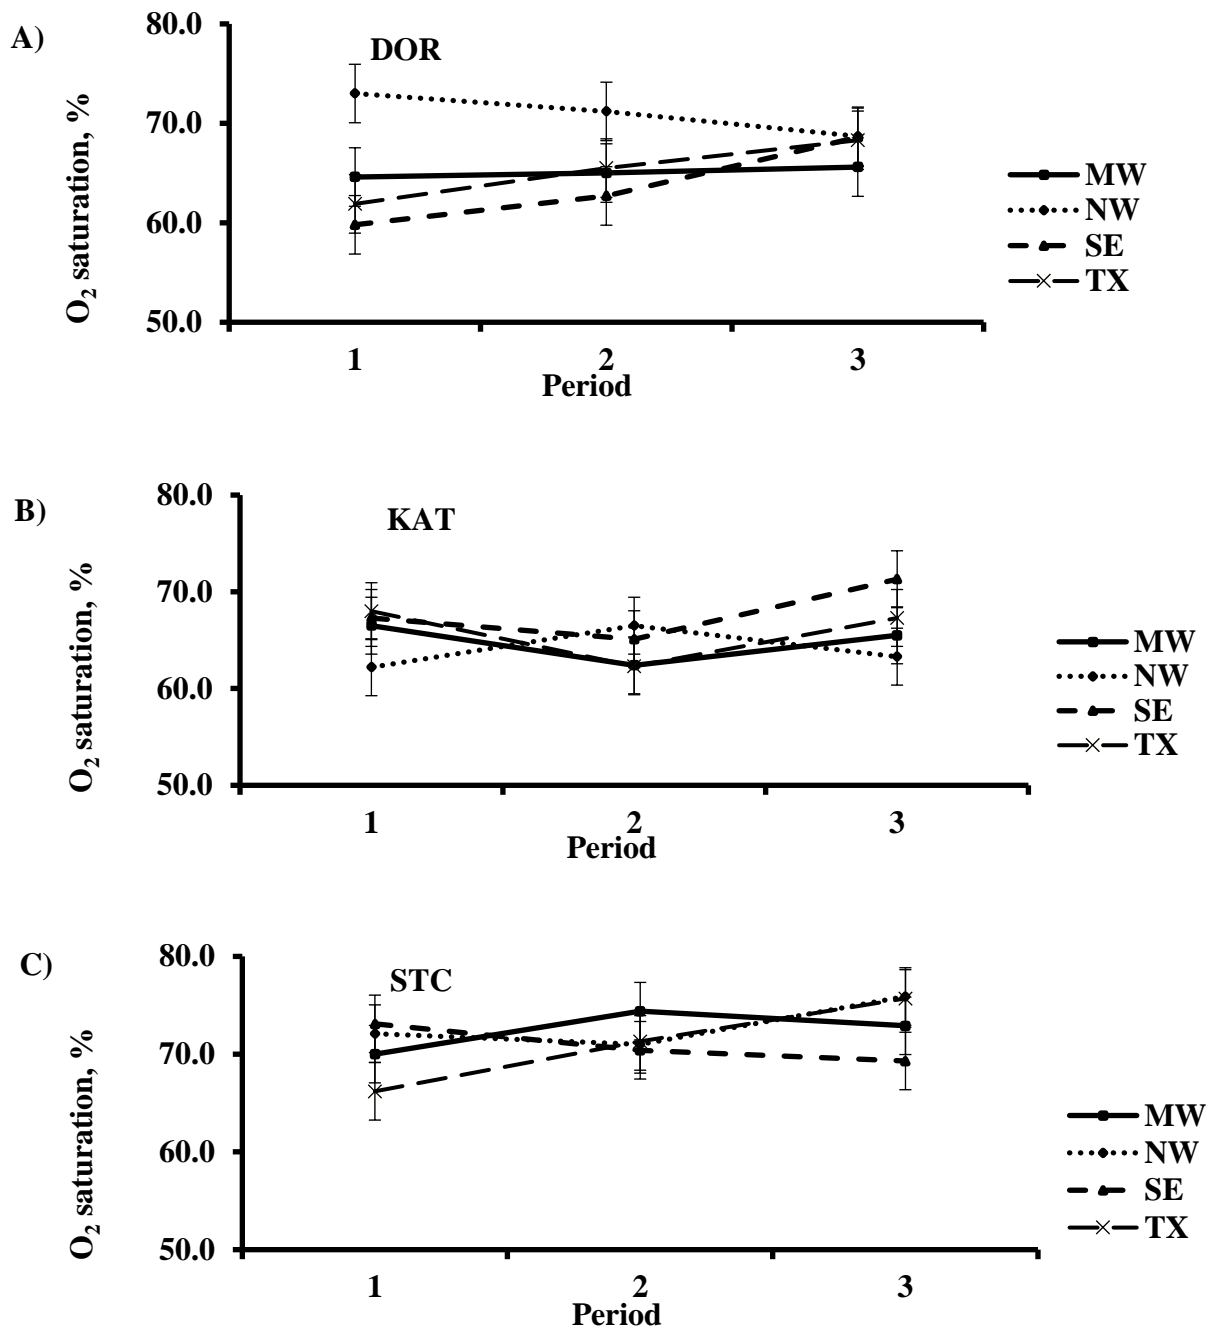 A)
DOR
80.0
70.0
60.0
50.0
O₂ saturation, %
1 2 3
Period
MW
NW
SE
TX
B)
KAT
80.0
70.0
60.0
50.0
O₂ saturation, %
1 2 3
Period
MW
NW
SE
TX
C)
STC
80.0
70.0
60.0
50.0
O₂ saturation, %
1 2 3
Period
MW
NW
SE
TX